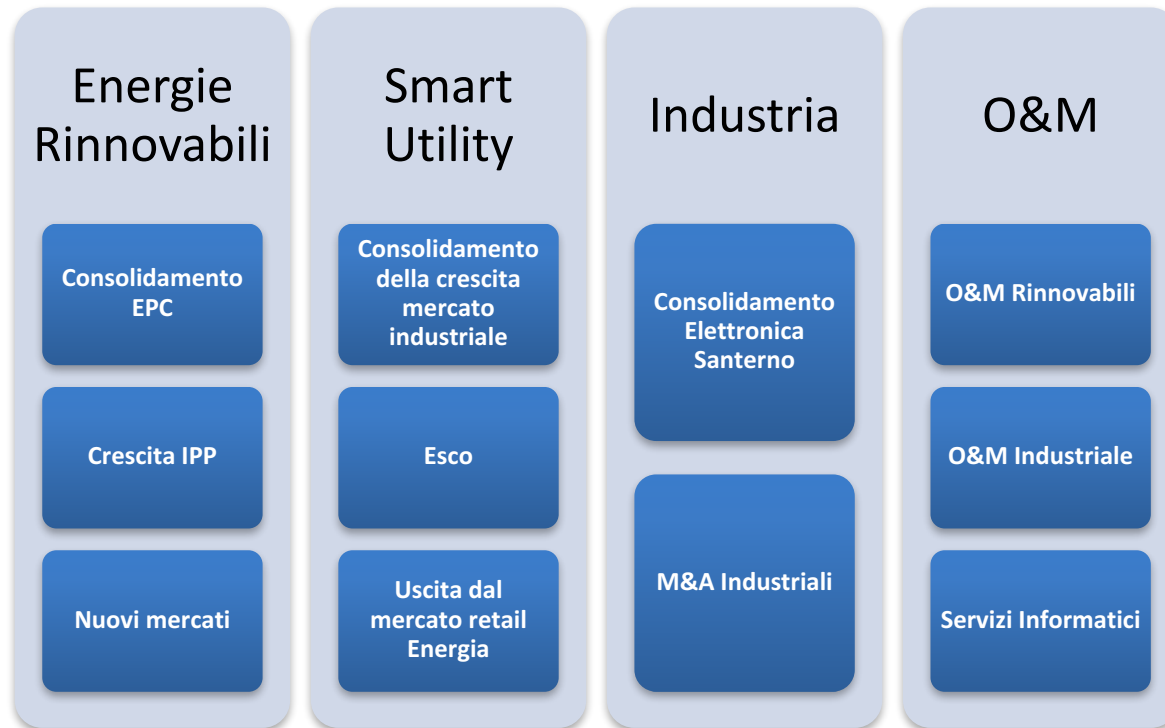 Energie
Rinnovabili
Consolidamento
EPC
Crescita IPP
Nuovi mercati
Smart
Utility
Consolidamento
della crescita
mercato
industriale
Esco
Uscita dal
mercato retail
Energia
Industria
Consolidamento
Elettronica
Santerno
M&A Industriali
O&M
O&M Rinnovabili
O&M Industriale
Servizi Informatici